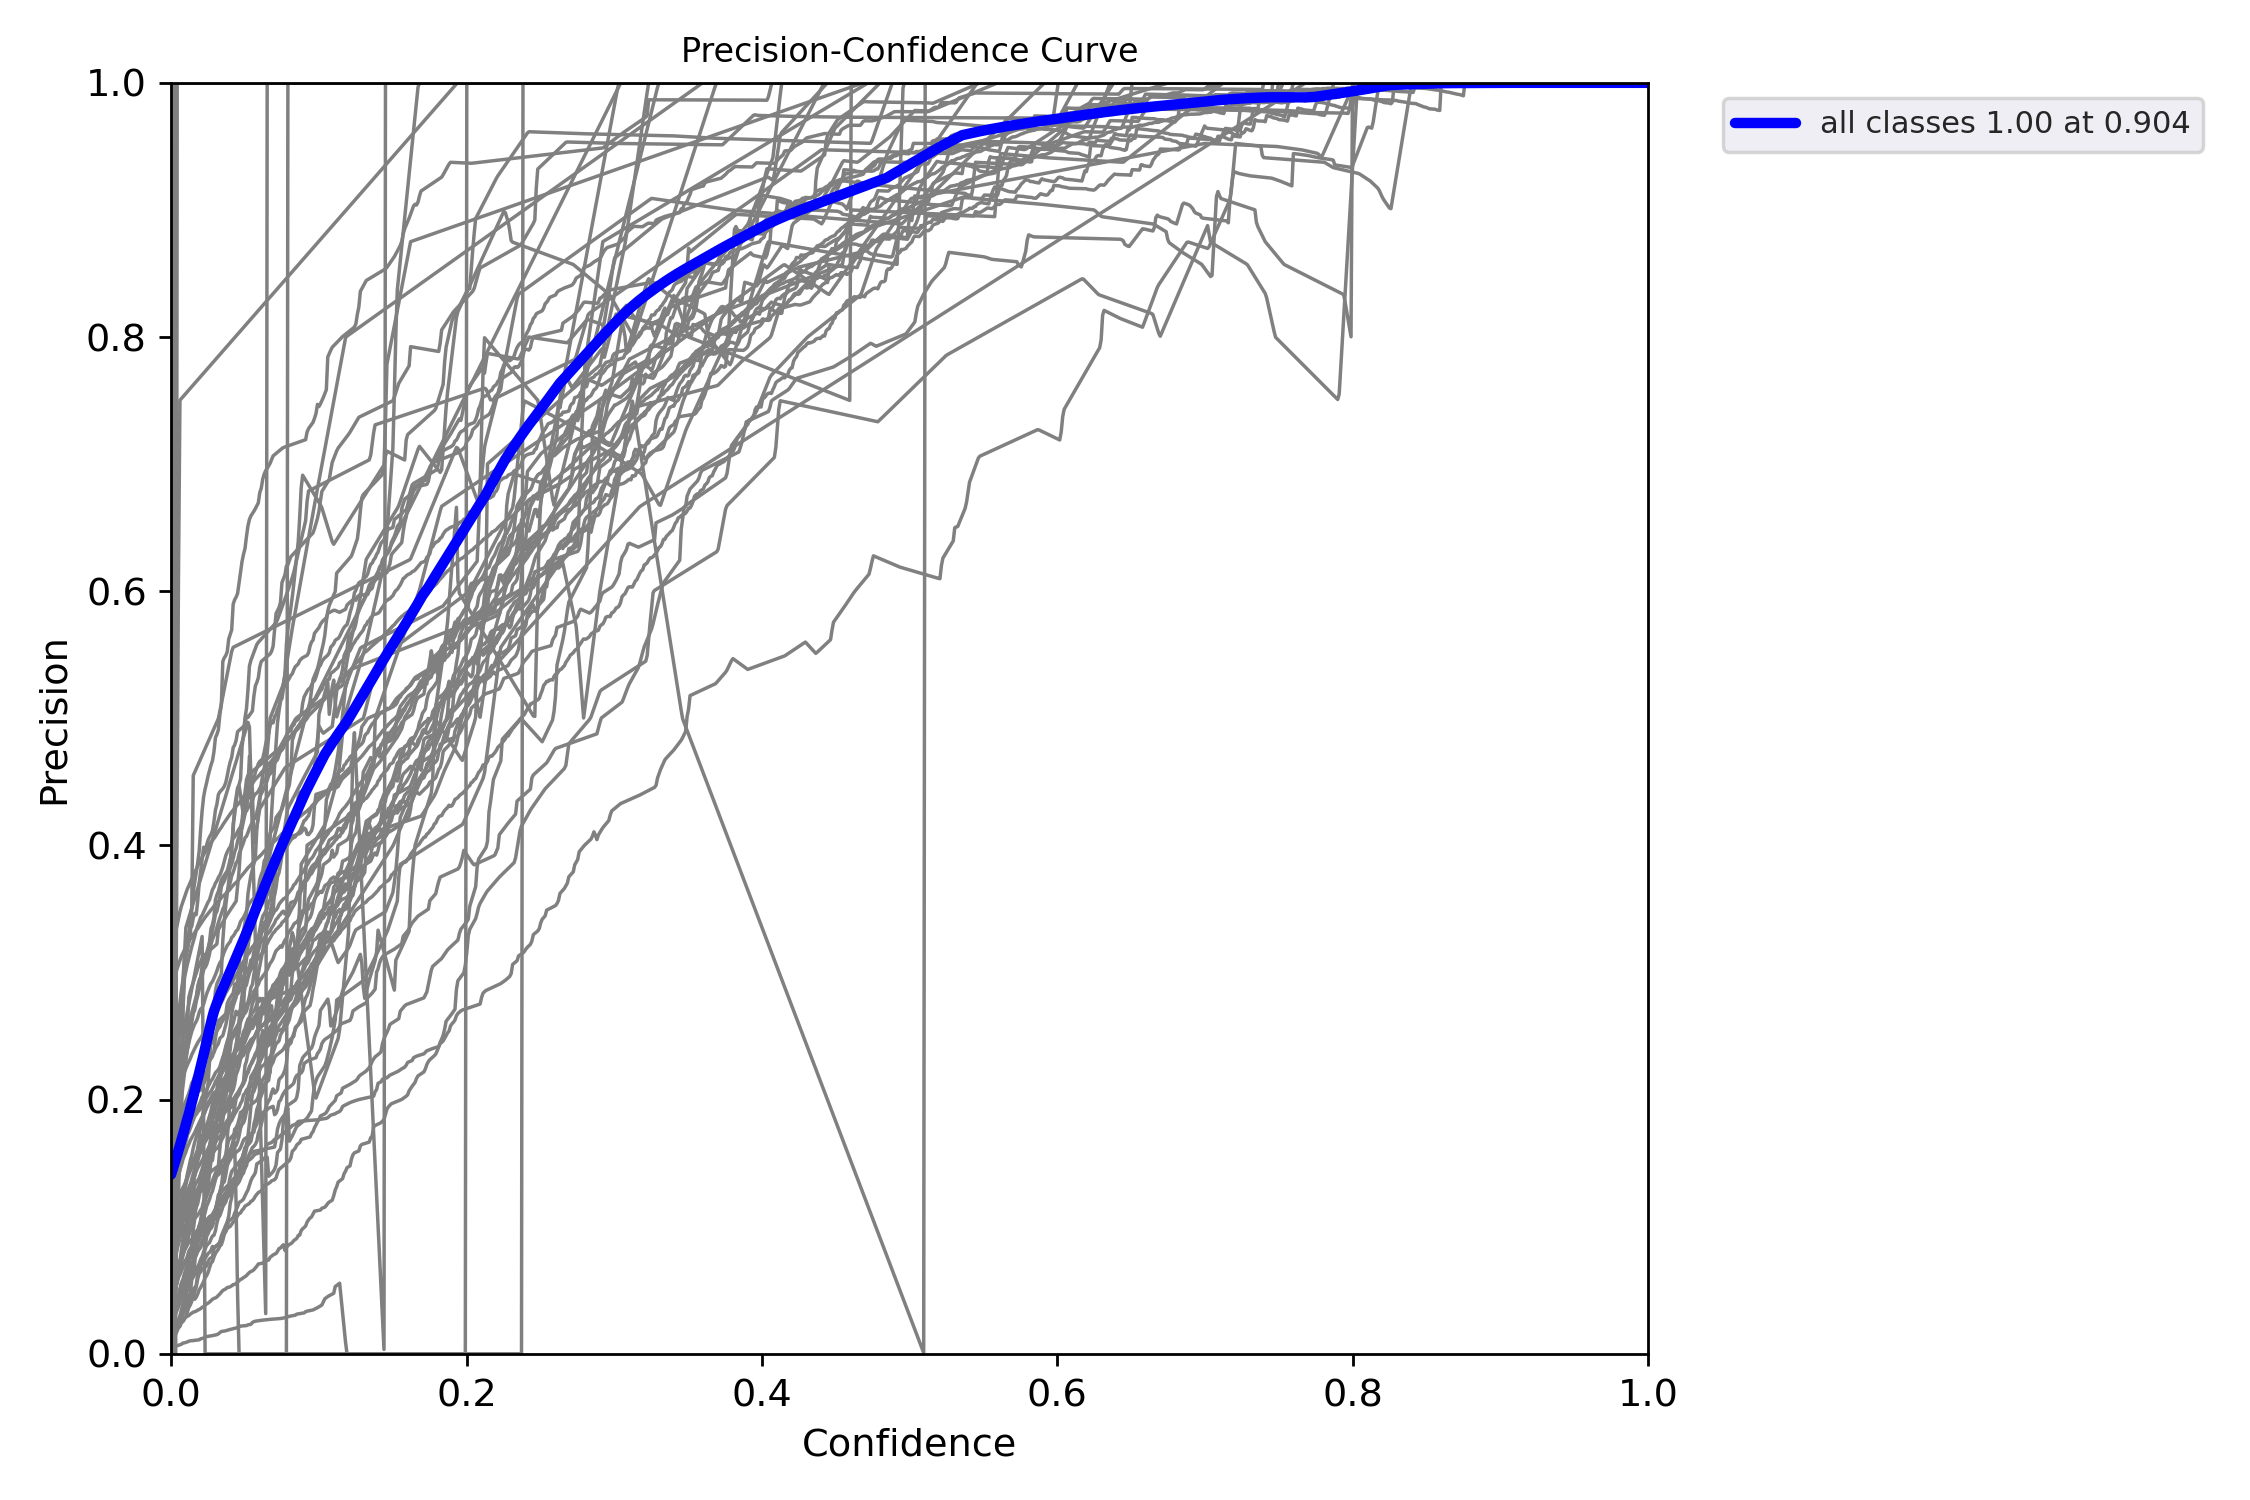 Precision-Confidence Curve
all classes 1.00 at 0.904
Precision
1.0
0.8
0.6
0.4
0.2
0.0
0.0 0.2 0.4 0.6 0.8 1.0
Confidence